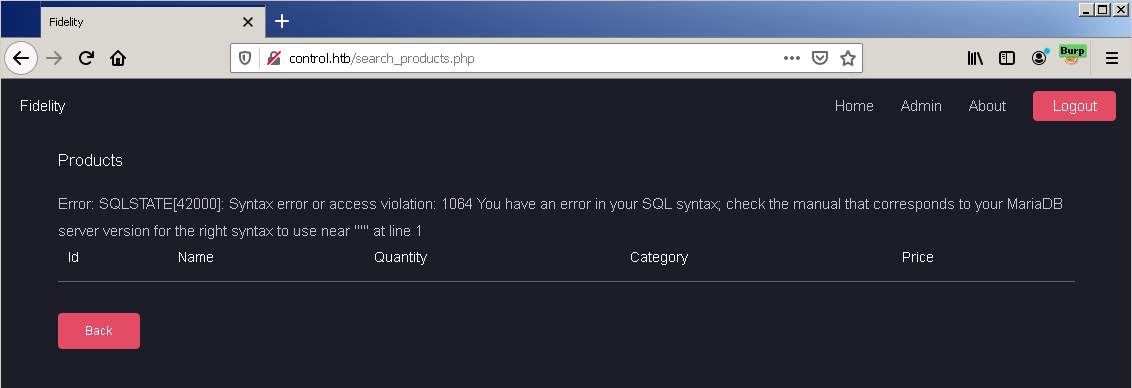 Fidelity
control.htb/search_products.php
Burp
Fidelity
Home Admin About Logout
Products
Error: SQLSTATE[42000]: Syntax error or access violation: 1064 You have an error in your SQL syntax; check the manual that corresponds to your MariaDB
server version for the right syntax to use near ''''' at line 1
Id Name Quantity Category Price
Back